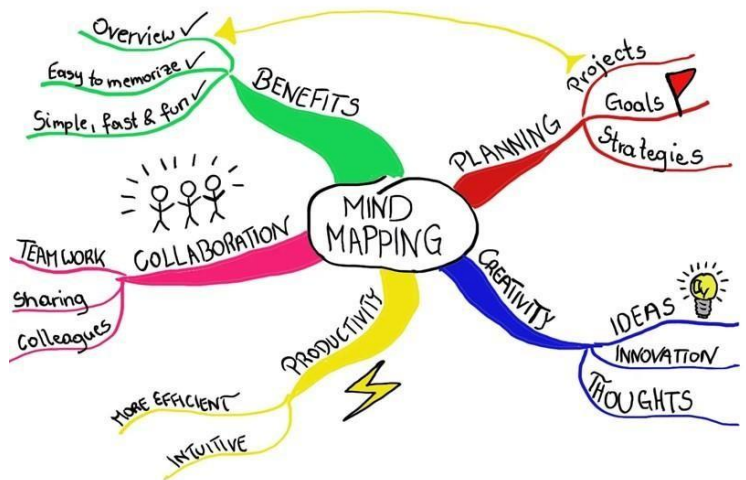 Overview
Easy to memorize
Simple, fast & fun
BENEFITS
Projects
Goals
Strategies
PLANNING
MIND
MAPPING
COLLABORATION
TEAMWORK
Sharing
Colleagues
CREATIVITY
IDEAS
INNOVATION
THOUGHTS
PRODUCTIVITY
MORE EFFICIENT
INTUITIVE